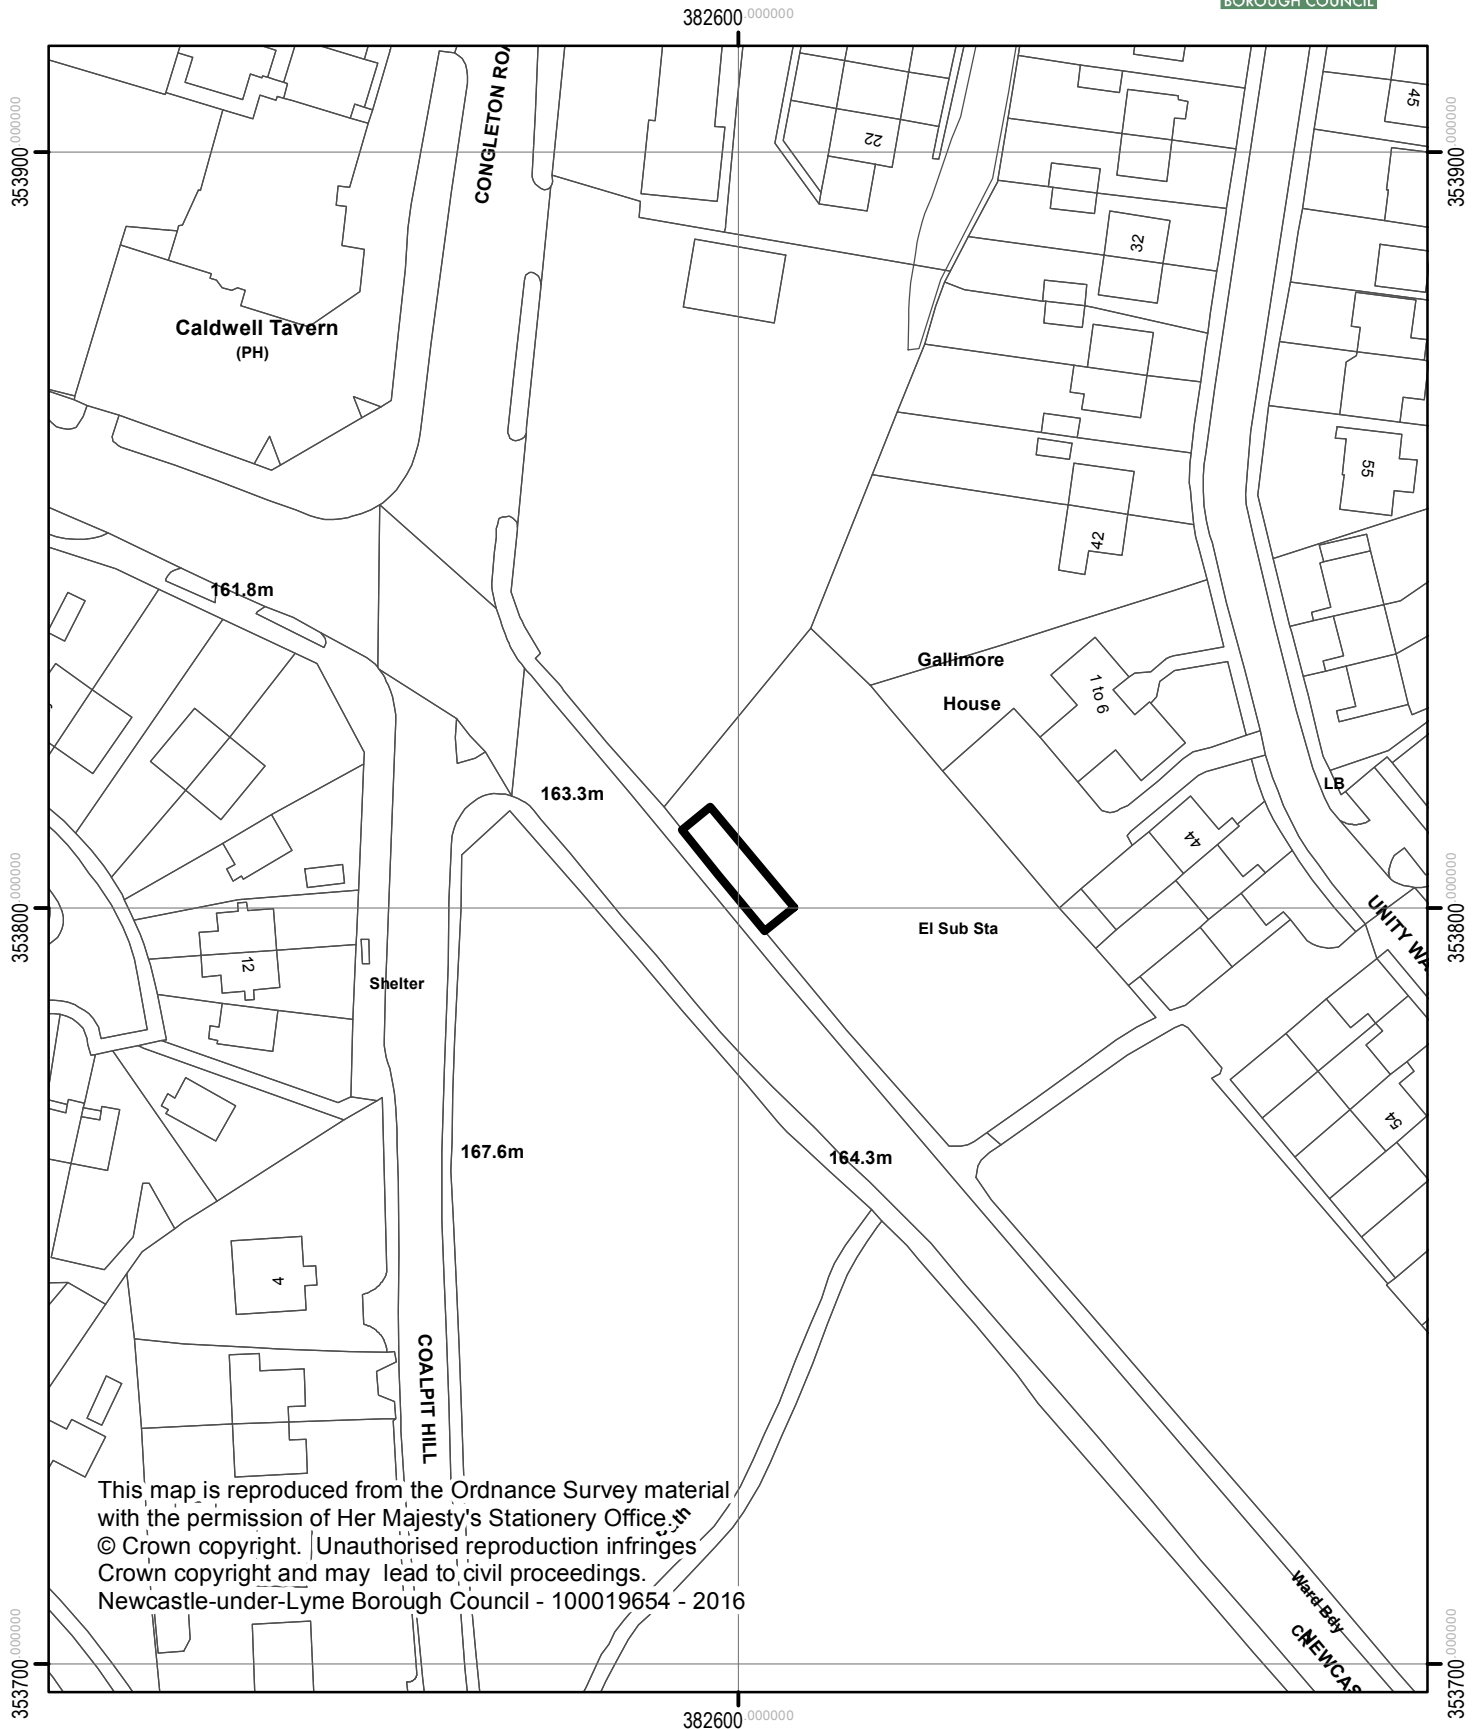 BOROUGH COUNCIL
382600.000000
353900.000000
353900.000000
CONGLETON ROA
45
22
32
Caldwell Tavern
(PH)
55
42
161.8m
Gallimore
House
1 to 6
LB
163.3m
44
353800.000000
353800.000000
UNITY WA
El Sub Sta
12
Shelter
54
167.6m
164.3m
4
COALPIT HILL
This map is reproduced from the Ordnance Survey material
with the permission of Her Majesty's Stationery Office.
© Crown copyright. Unauthorised reproduction infringes
Crown copyright and may lead to civil proceedings.
Newcastle-under-Lyme Borough Council - 100019654 - 2016
Ward Bdy
NEWCAS
353700.000000
353700.000000
382600.000000